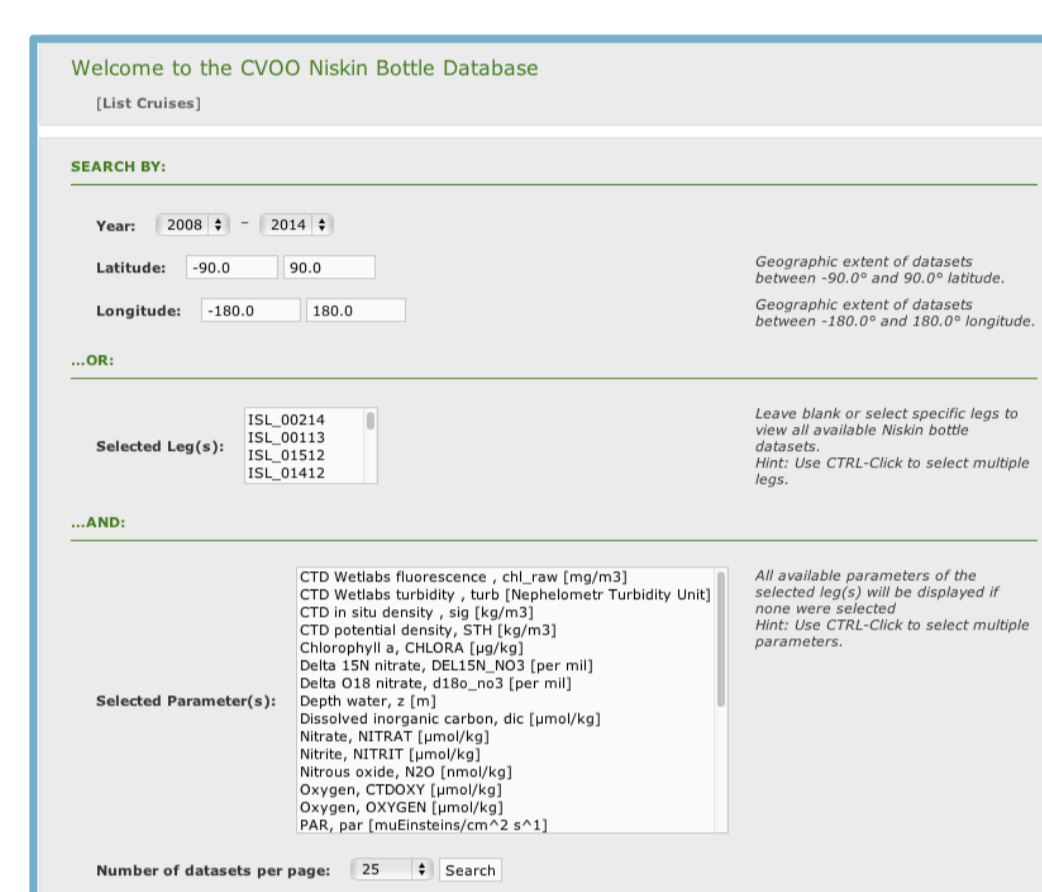 Welcome to the CVOO Niskin Bottle Database
[List Cruises]
SEARCH BY:
Year: 2008 – 2014
Latitude: -90.0 90.0
Geographic extent of datasets
between -90.0° and 90.0° latitude.
Longitude: -180.0 180.0
Geographic extent of datasets
between -180.0° and 180.0° longitude.
...OR:
Selected Leg(s):
ISL_00214
ISL_00113
ISL_01512
ISL_01412
Leave blank or select specific legs to
view all available Niskin bottle
datasets.
Hint: Use CTRL-Click to select multiple
legs.
...AND:
Selected Parameter(s):
CTD Wetlabs fluorescence , chl_raw [mg/m3]
CTD Wetlabs turbidity , turb [Nephelometr Turbidity Unit]
CTD in situ density , sig [kg/m3]
CTD potential density, STH [kg/m3]
Chlorophyll a, CHLORA [µg/kg]
Delta 15N nitrate, DEL15N_NO3 [per mil]
Delta O18 nitrate, d18o_no3 [per mil]
Depth water, z [m]
Dissolved inorganic carbon, dic [µmol/kg]
Nitrate, NITRAT [µmol/kg]
Nitrite, NITRIT [µmol/kg]
Nitrous oxide, N2O [nmol/kg]
Oxygen, CTDOXY [µmol/kg]
Oxygen, OXYGEN [µmol/kg]
PAR, par [muEinsteins/cm^2 s^1]
All available parameters of the
selected leg(s) will be displayed if
none were selected
Hint: Use CTRL-Click to select multiple
parameters.
Number of datasets per page: 25 Search